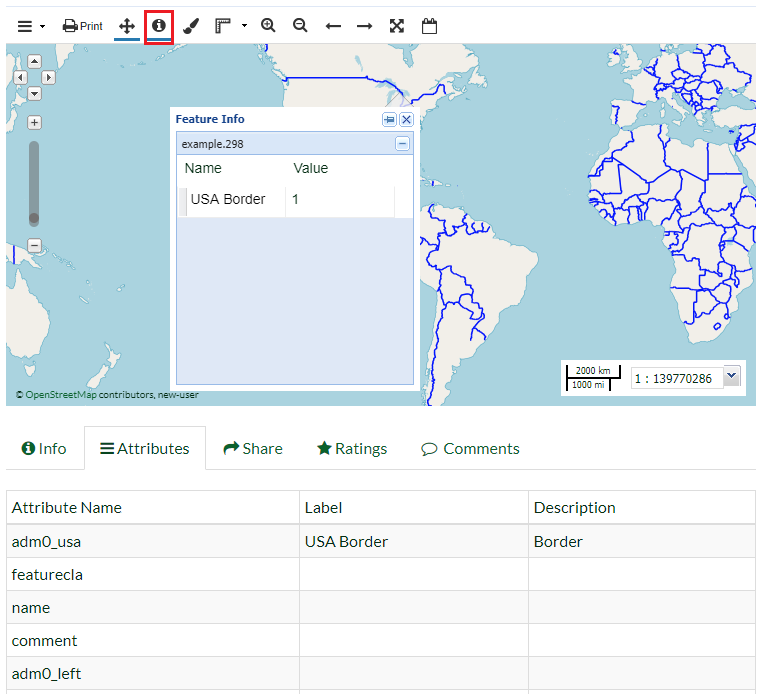 Print
Feature Info
example.298
Name Value
USA Border 1
2000 km
1000 mi
1 : 139770286
© OpenStreetMap contributors, new-user
Info Attributes Share Ratings Comments
Attribute Name Label Description
adm0_usa USA Border Border
featurecla
name
comment
adm0_left